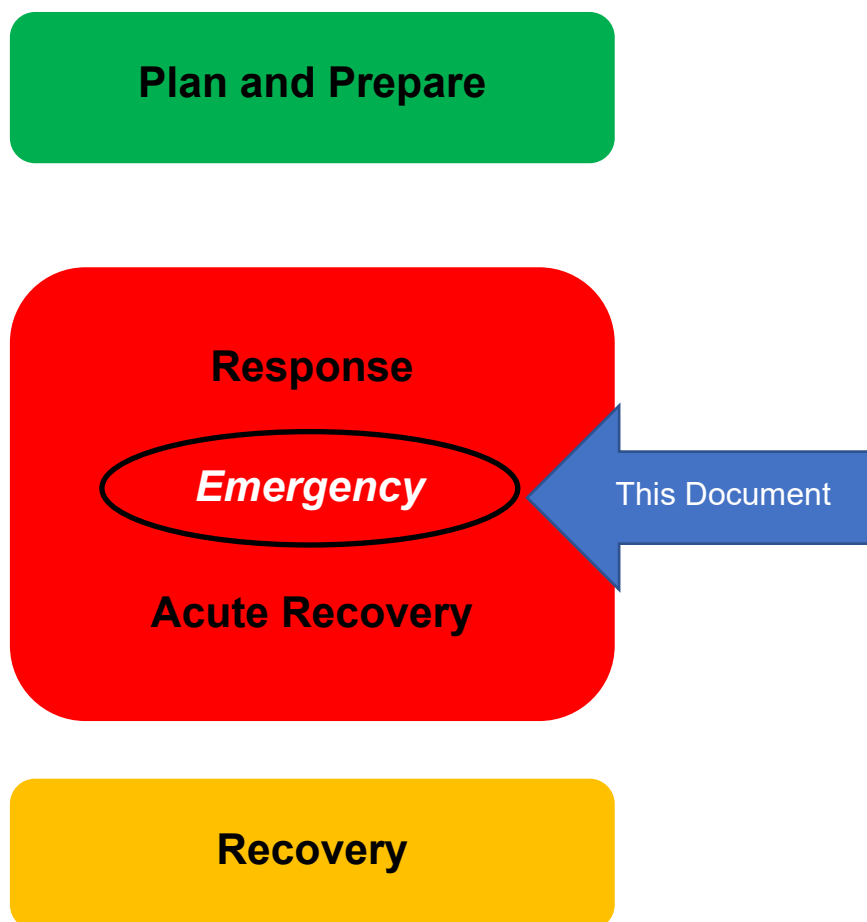 Plan and Prepare
Response
Emergency
This Document
Acute Recovery
Recovery